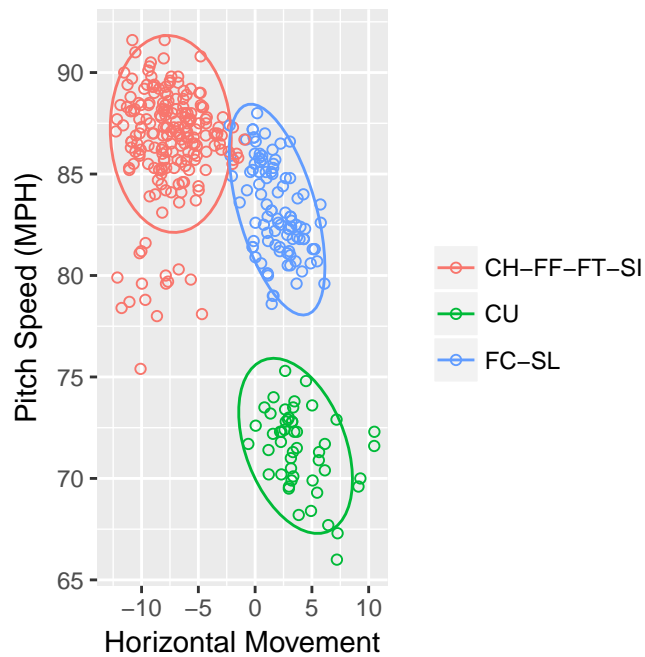 90
85
80
75
70
65
−10 −5 0 5 10
Pitch Speed (MPH)
Horizontal Movement
CH−FF−FT−SI
CU
FC−SL